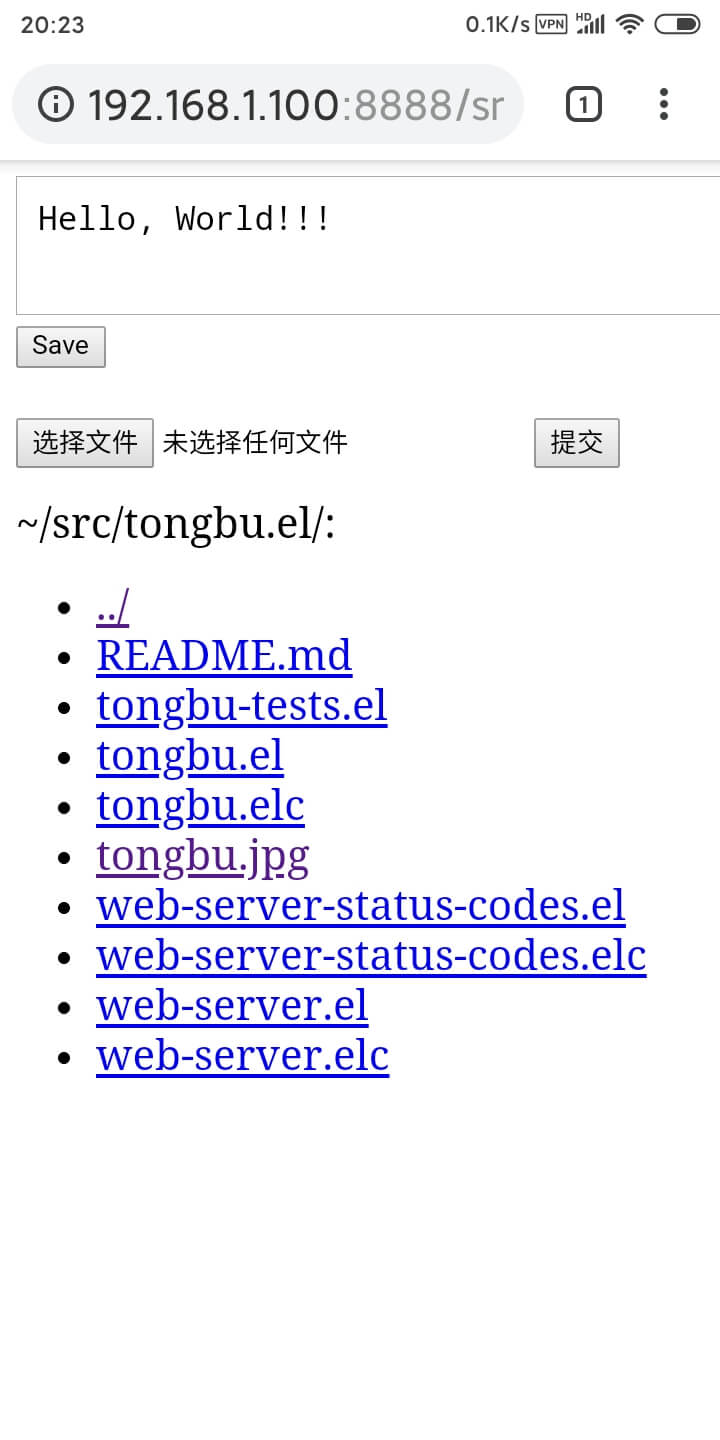 20:23 0.1K/s VPN HD
192.168.1.100:8888/sr 1
Hello, World!!!
Save
选择文件 未选择任何文件 提交
~/src/tongbu.el/:
../
README.md
tongbu-tests.el
tongbu.el
tongbu.elc
tongbu.jpg
web-server-status-codes.el
web-server-status-codes.elc
web-server.el
web-server.elc